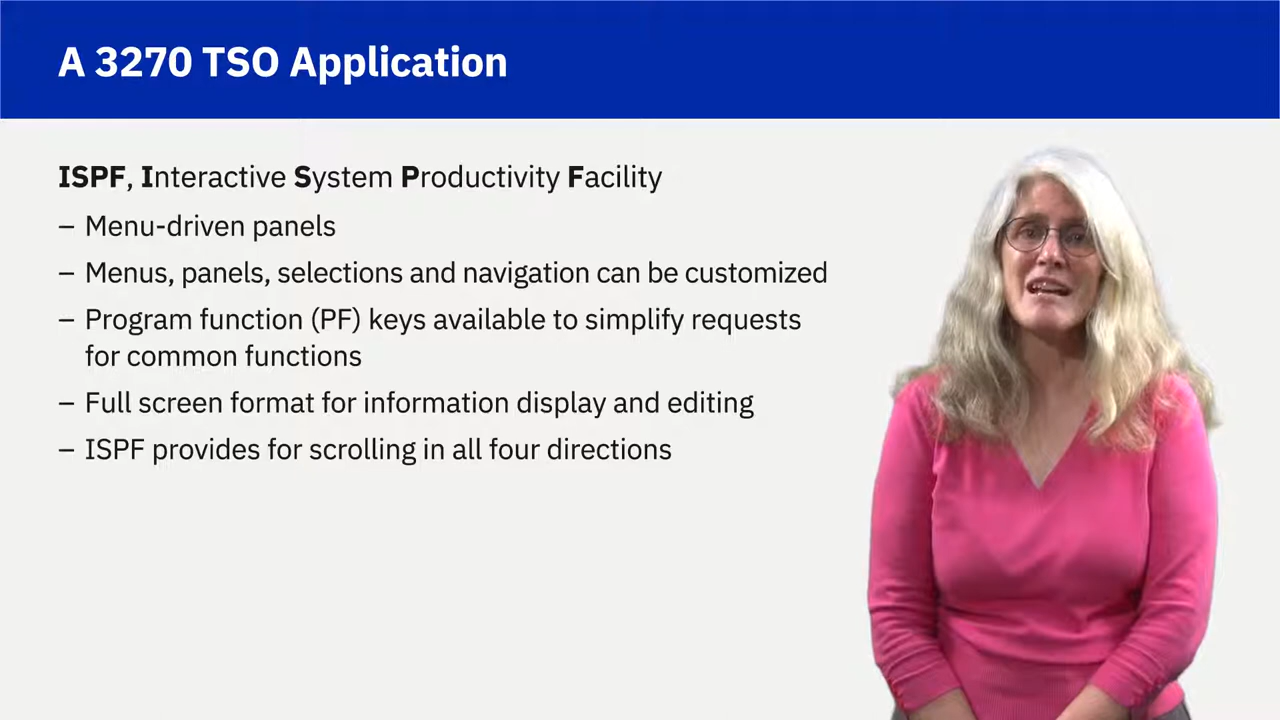 A 3270 TSO Application
ISPF, Interactive System Productivity Facility
– Menu-driven panels
– Menus, panels, selections and navigation can be customized
– Program function (PF) keys available to simplify requests
for common functions
– Full screen format for information display and editing
– ISPF provides for scrolling in all four directions